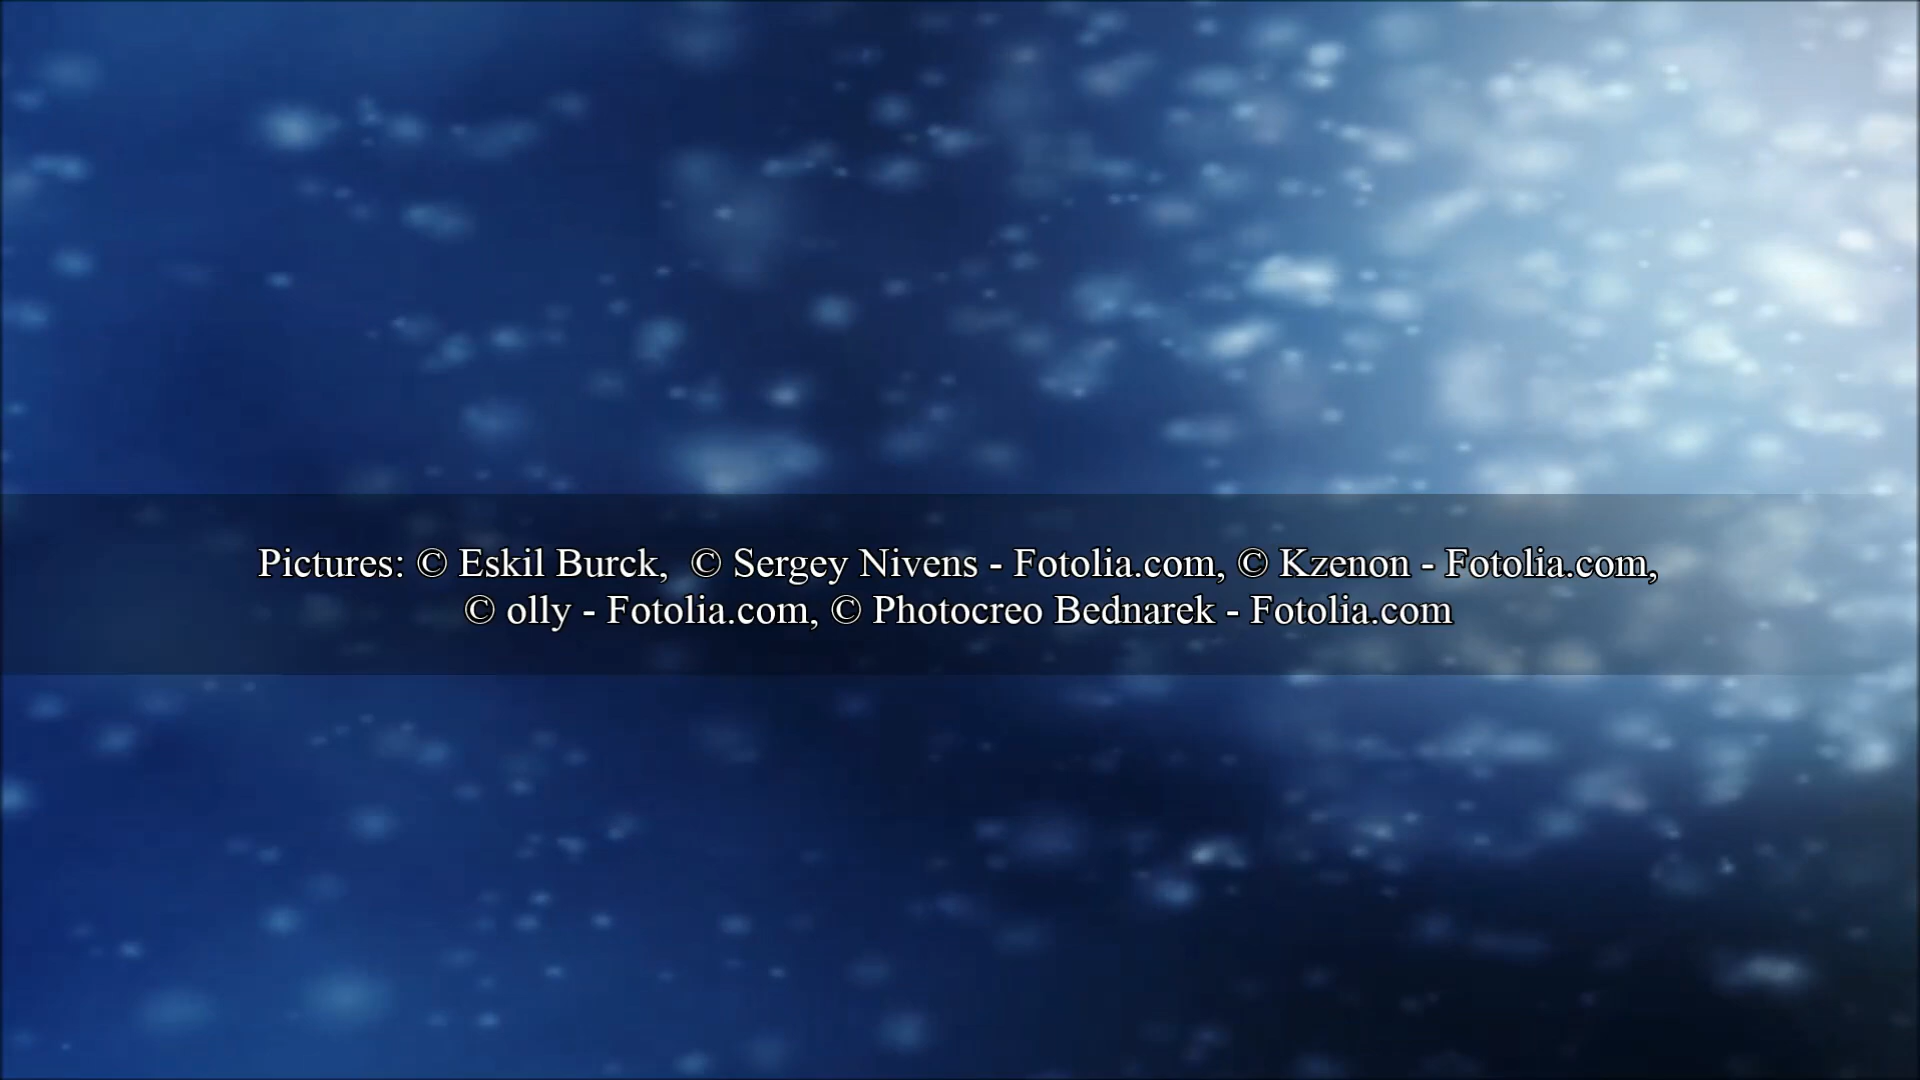 Pictures: © Eskil Burck,  © Sergey Nivens - Fotolia.com, © Kzenon - Fotolia.com,
© olly - Fotolia.com, © Photocreo Bednarek - Fotolia.com